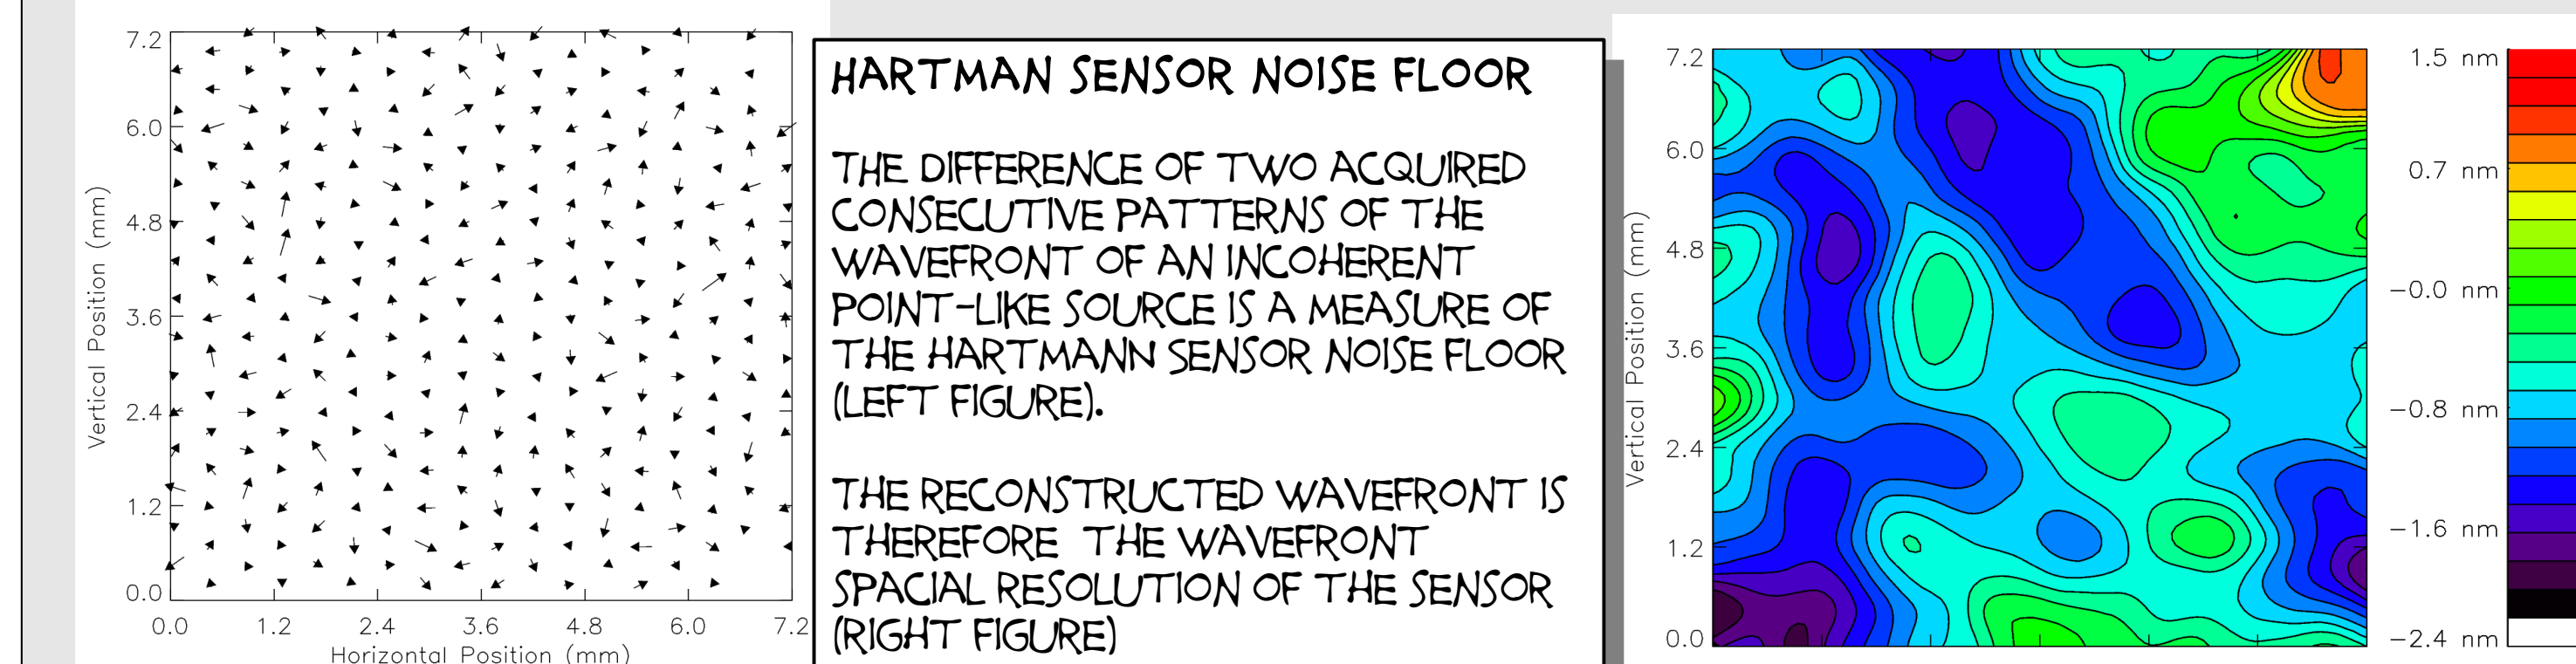 7.2
6.0
4.8
3.6
2.4
1.2
0.0
Vertical Position (mm)
0.0 1.2 2.4 3.6 4.8 6.0 7.2
Horizontal Position (mm)
HARTMAN SENSOR NOISE FLOOR
THE DIFFERENCE OF TWO ACQUIRED
CONSECUTIVE PATTERNS OF THE
WAVEFRONT OF AN INCOHERENT
POINT-LIKE SOURCE IS A MEASURE OF
THE HARTMANN SENSOR NOISE FLOOR
(LEFT FIGURE).
THE RECONSTRUCTED WAVEFRONT IS
THEREFORE THE WAVEFRONT
SPACIAL RESOLUTION OF THE SENSOR
(RIGHT FIGURE)
7.2
6.0
4.8
3.6
2.4
1.2
0.0
Vertical Position (mm)
1.5 nm
0.7 nm
−0.0 nm
−0.8 nm
−1.6 nm
−2.4 nm